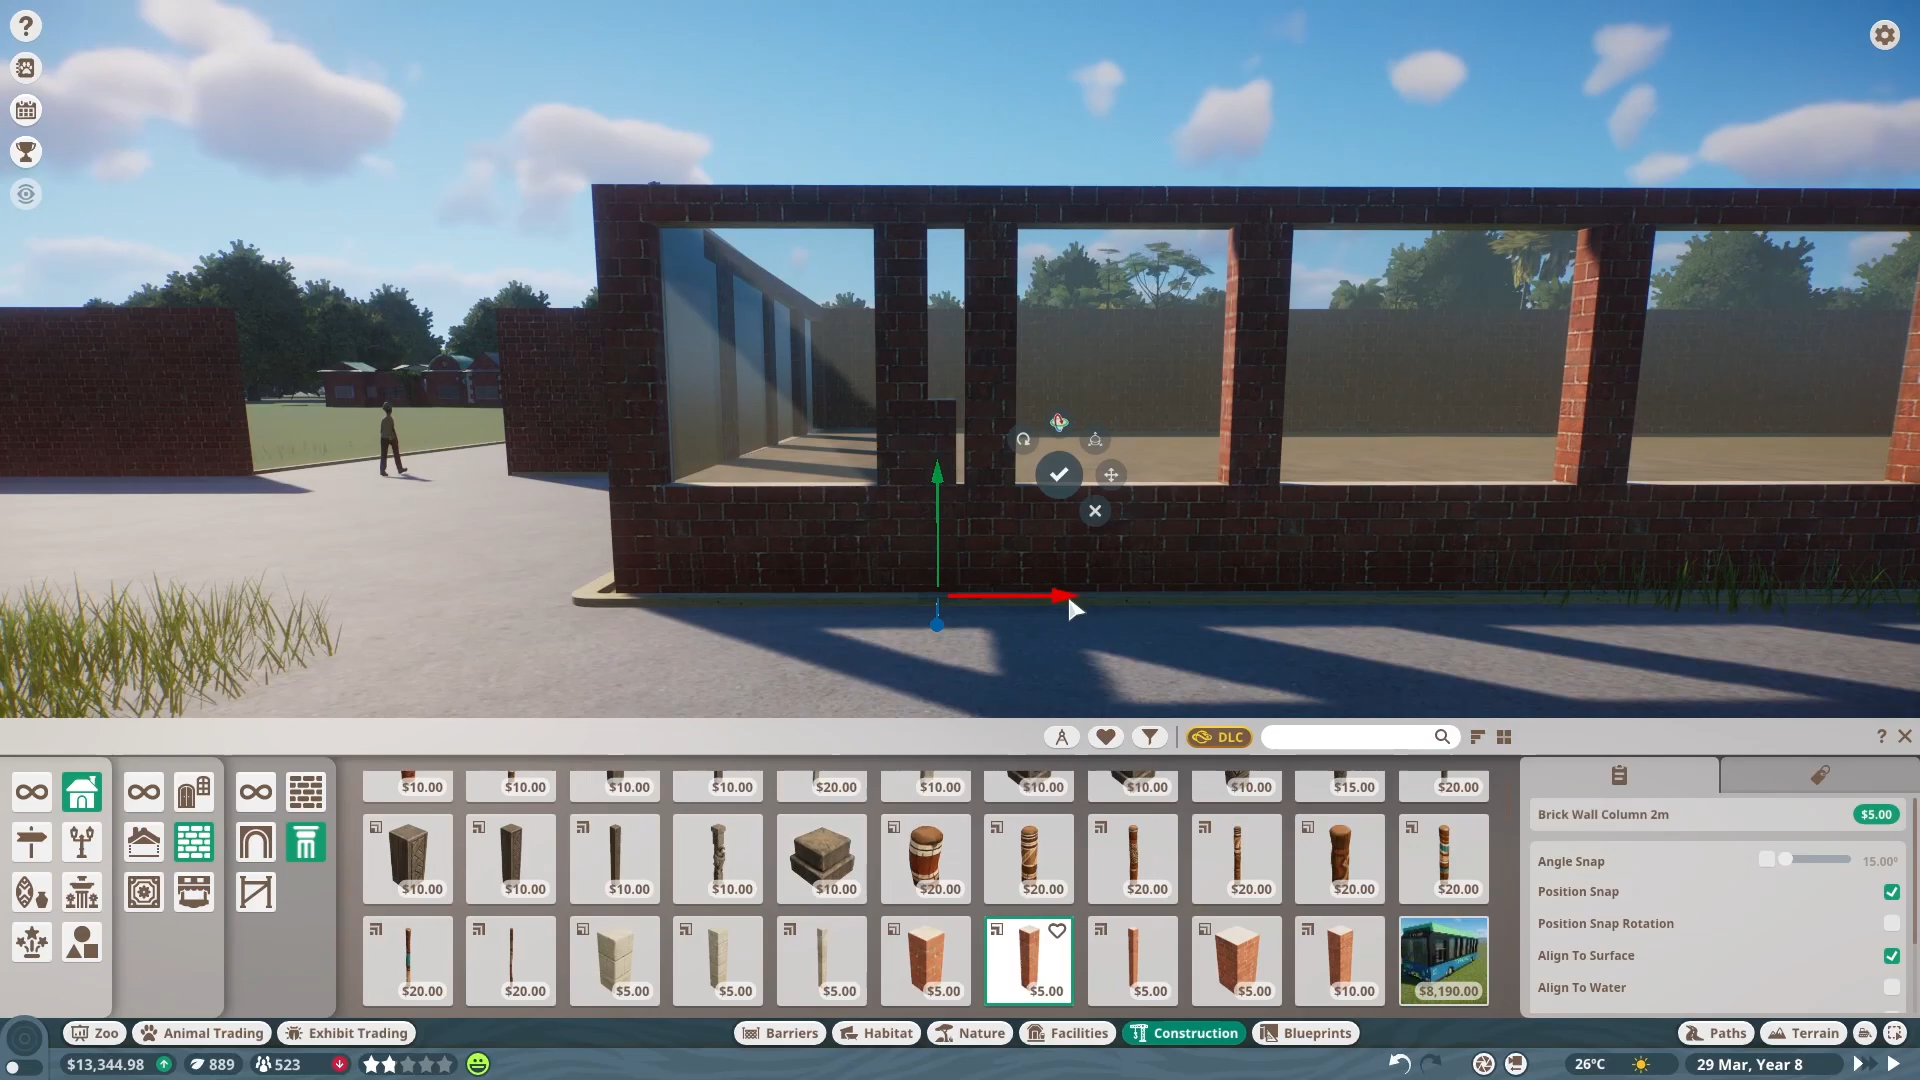 ?
DLC
?
$10.00 $10.00 $10.00 $10.00 $20.00 $10.00 $10.00 $10.00 $10.00 $15.00 $20.00
$10.00 $10.00 $10.00 $10.00 $10.00 $20.00 $20.00 $20.00 $20.00 $20.00 $20.00
$20.00 $20.00 $5.00 $5.00 $5.00 $5.00 $5.00 $5.00 $5.00 $10.00 $8,190.00
Brick Wall Column 2m $5.00
Angle Snap 15.00°
Position Snap
Position Snap Rotation
Align To Surface
Align To Water
Zoo Animal Trading Exhibit Trading Barriers Habitat Nature Facilities Construction Blueprints Paths Terrain
$13,344.98 889 523 26°C 29 Mar, Year 8